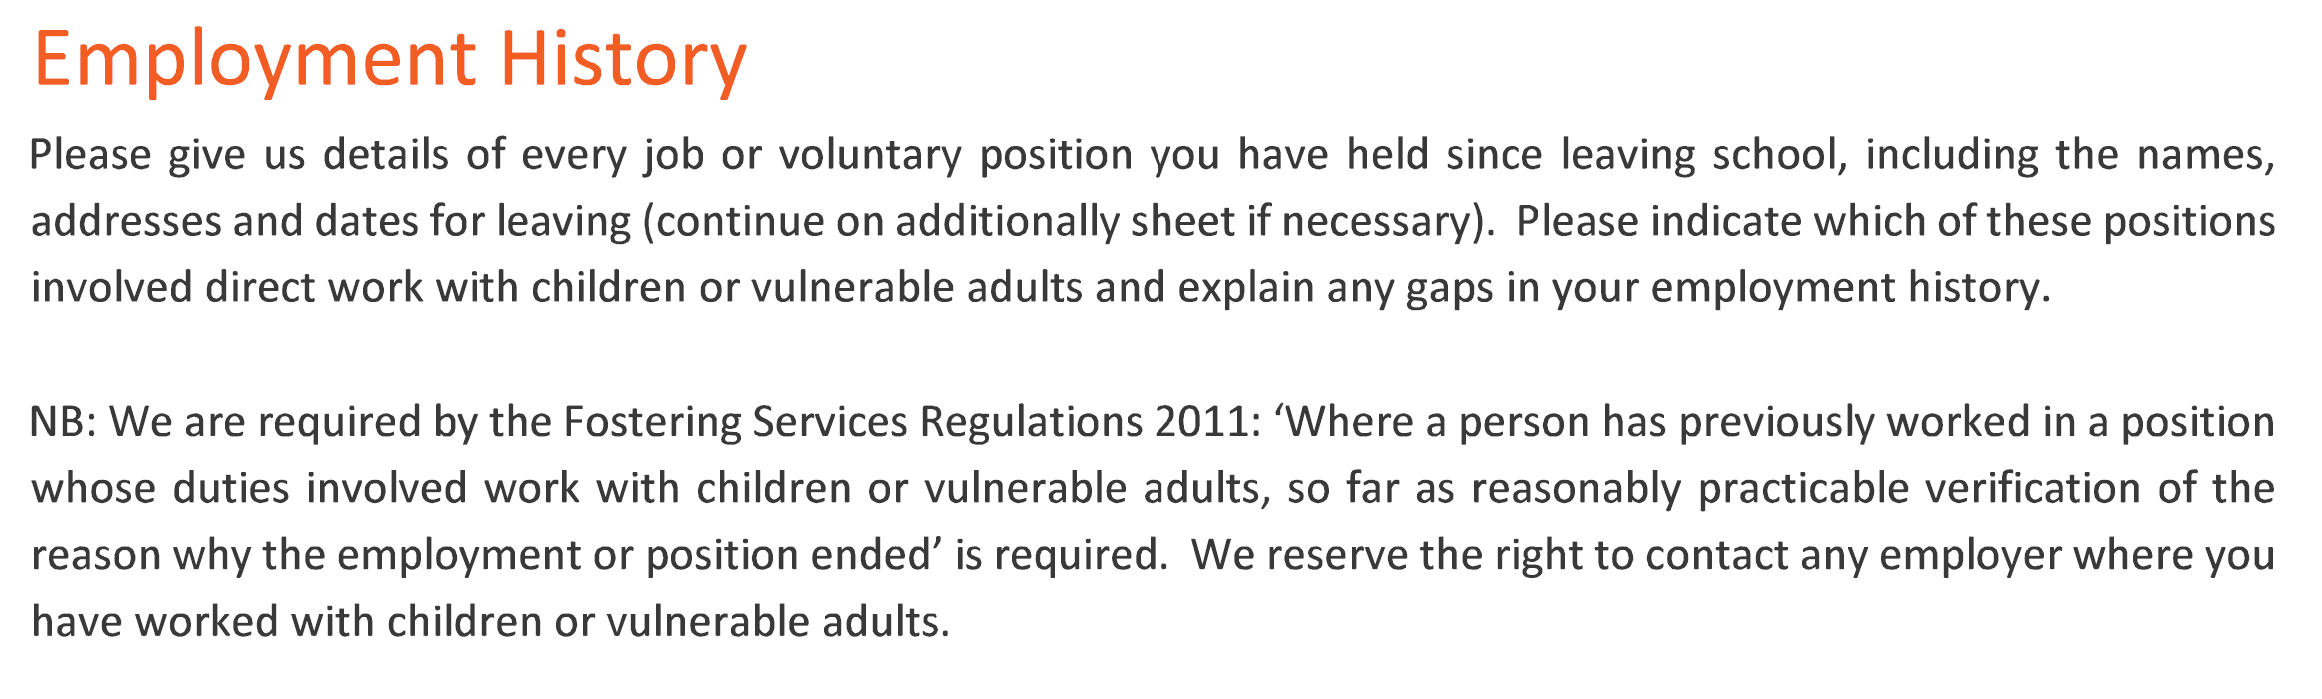 Employment History
Please give us details of every job or voluntary position you have held since leaving school, including the names,
addresses and dates for leaving (continue on additionally sheet if necessary).  Please indicate which of these positions
involved direct work with children or vulnerable adults and explain any gaps in your employment history.
NB: We are required by the Fostering Services Regulations 2011: ‘Where a person has previously worked in a position
whose duties involved work with children or vulnerable adults, so far as reasonably practicable verification of the
reason why the employment or position ended’ is required.  We reserve the right to contact any employer where you
have worked with children or vulnerable adults.